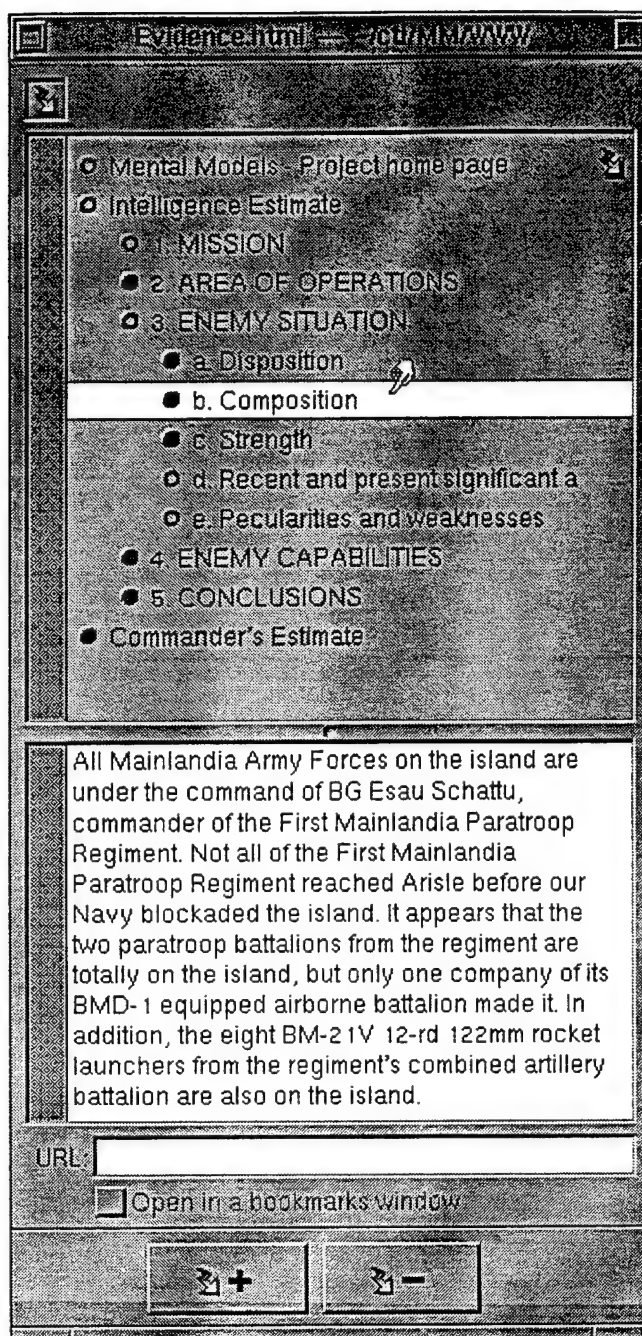 Evidence.html — /ctl/MM/WWW
Mental Models - Project home page
Intelligence Estimate
1. MISSION
2. AREA OF OPERATIONS
3. ENEMY SITUATION
a. Disposition
b. Composition
c. Strength
d. Recent and present significant a
e. Pecularities and weaknesses
4. ENEMY CAPABILITIES
5. CONCLUSIONS
Commander's Estimate
All Mainlandia Army Forces on the island are
under the command of BG Esau Schattu,
commander of the First Mainlandia Paratroop
Regiment. Not all of the First Mainlandia
Paratroop Regiment reached Arisle before our
Navy blockaded the island. It appears that the
two paratroop battalions from the regiment are
totally on the island, but only one company of its
BMD-1 equipped airborne battalion made it. In
addition, the eight BM-21V 12-rd 122mm rocket
launchers from the regiment's combined artillery
battalion are also on the island.
URL:
Open in a bookmarks window
+
−